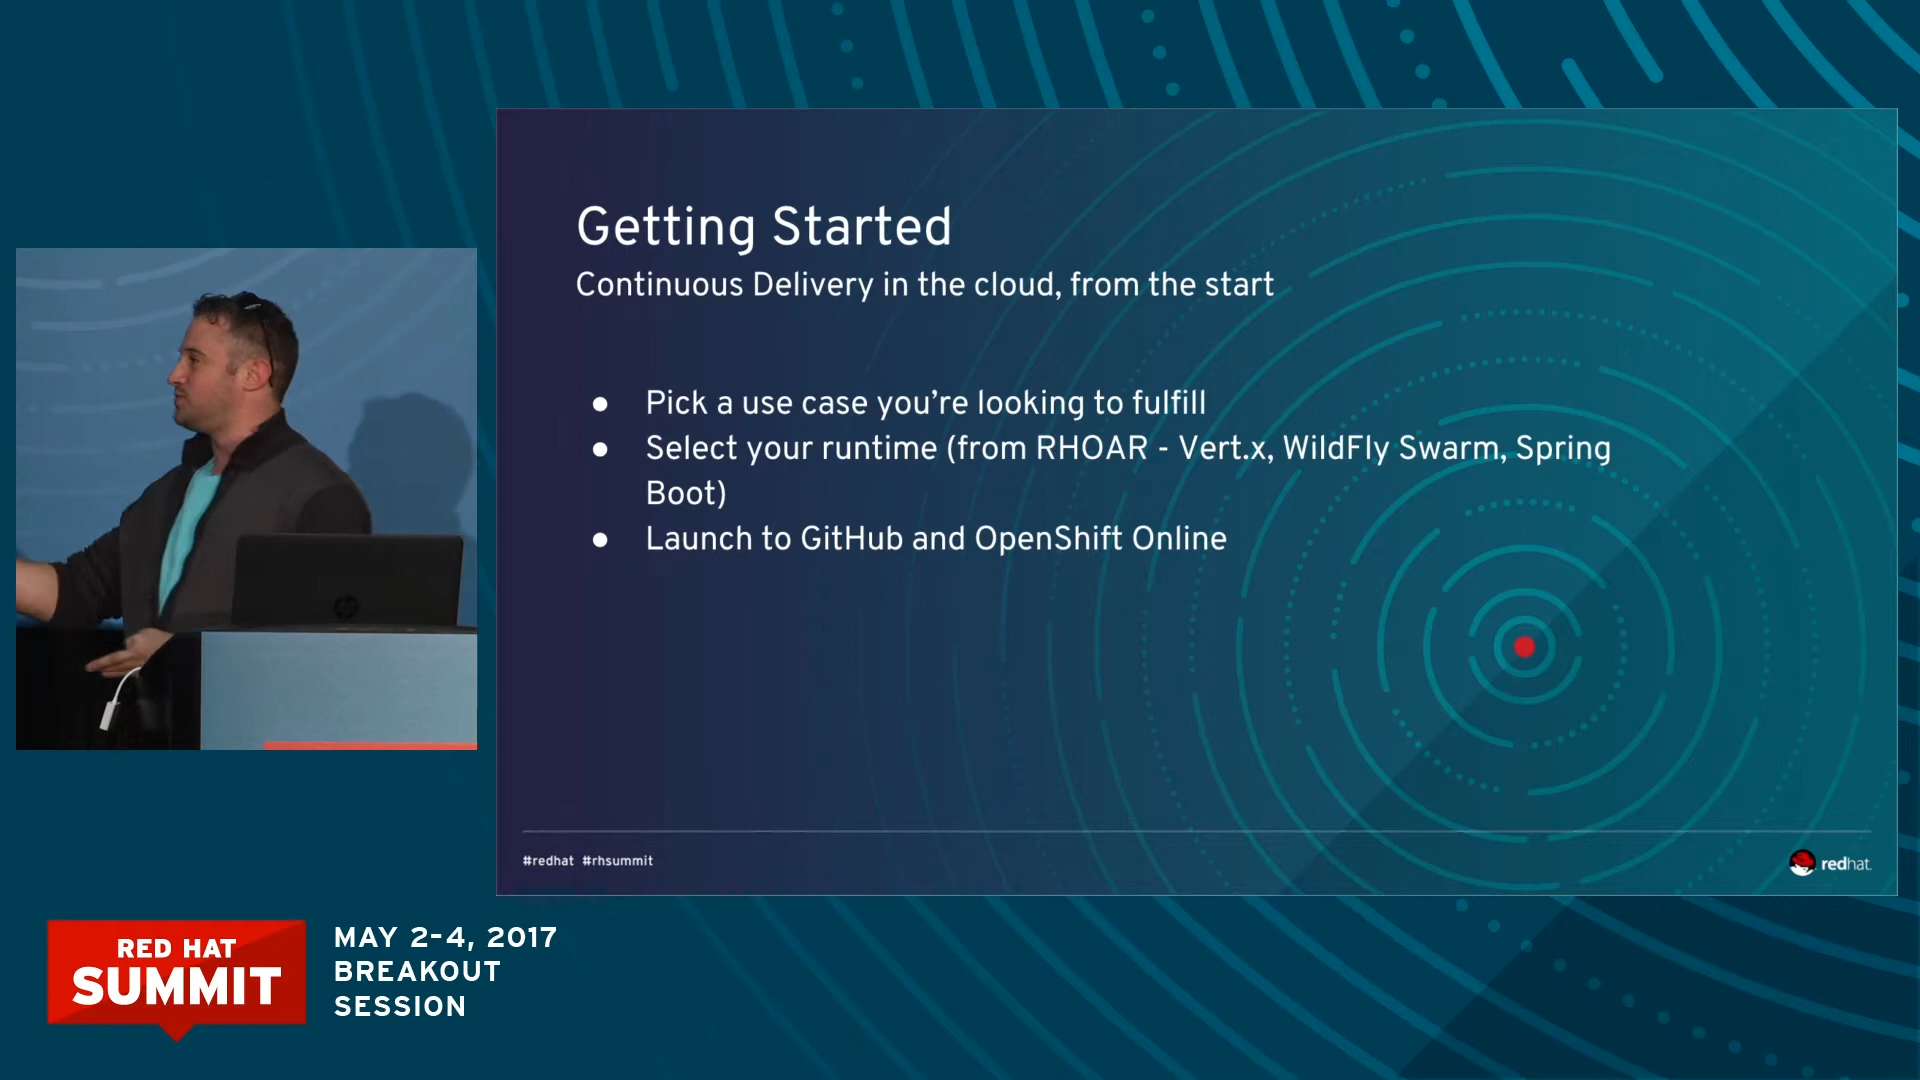 Getting Started
Continuous Delivery in the cloud, from the start
● Pick a use case you’re looking to fulfill
● Select your runtime (from RHOAR - Vert.x, WildFly Swarm, Spring
Boot)
● Launch to GitHub and OpenShift Online
#redhat #rhsummit
redhat.
RED HAT
SUMMIT
MAY 2-4, 2017
BREAKOUT
SESSION